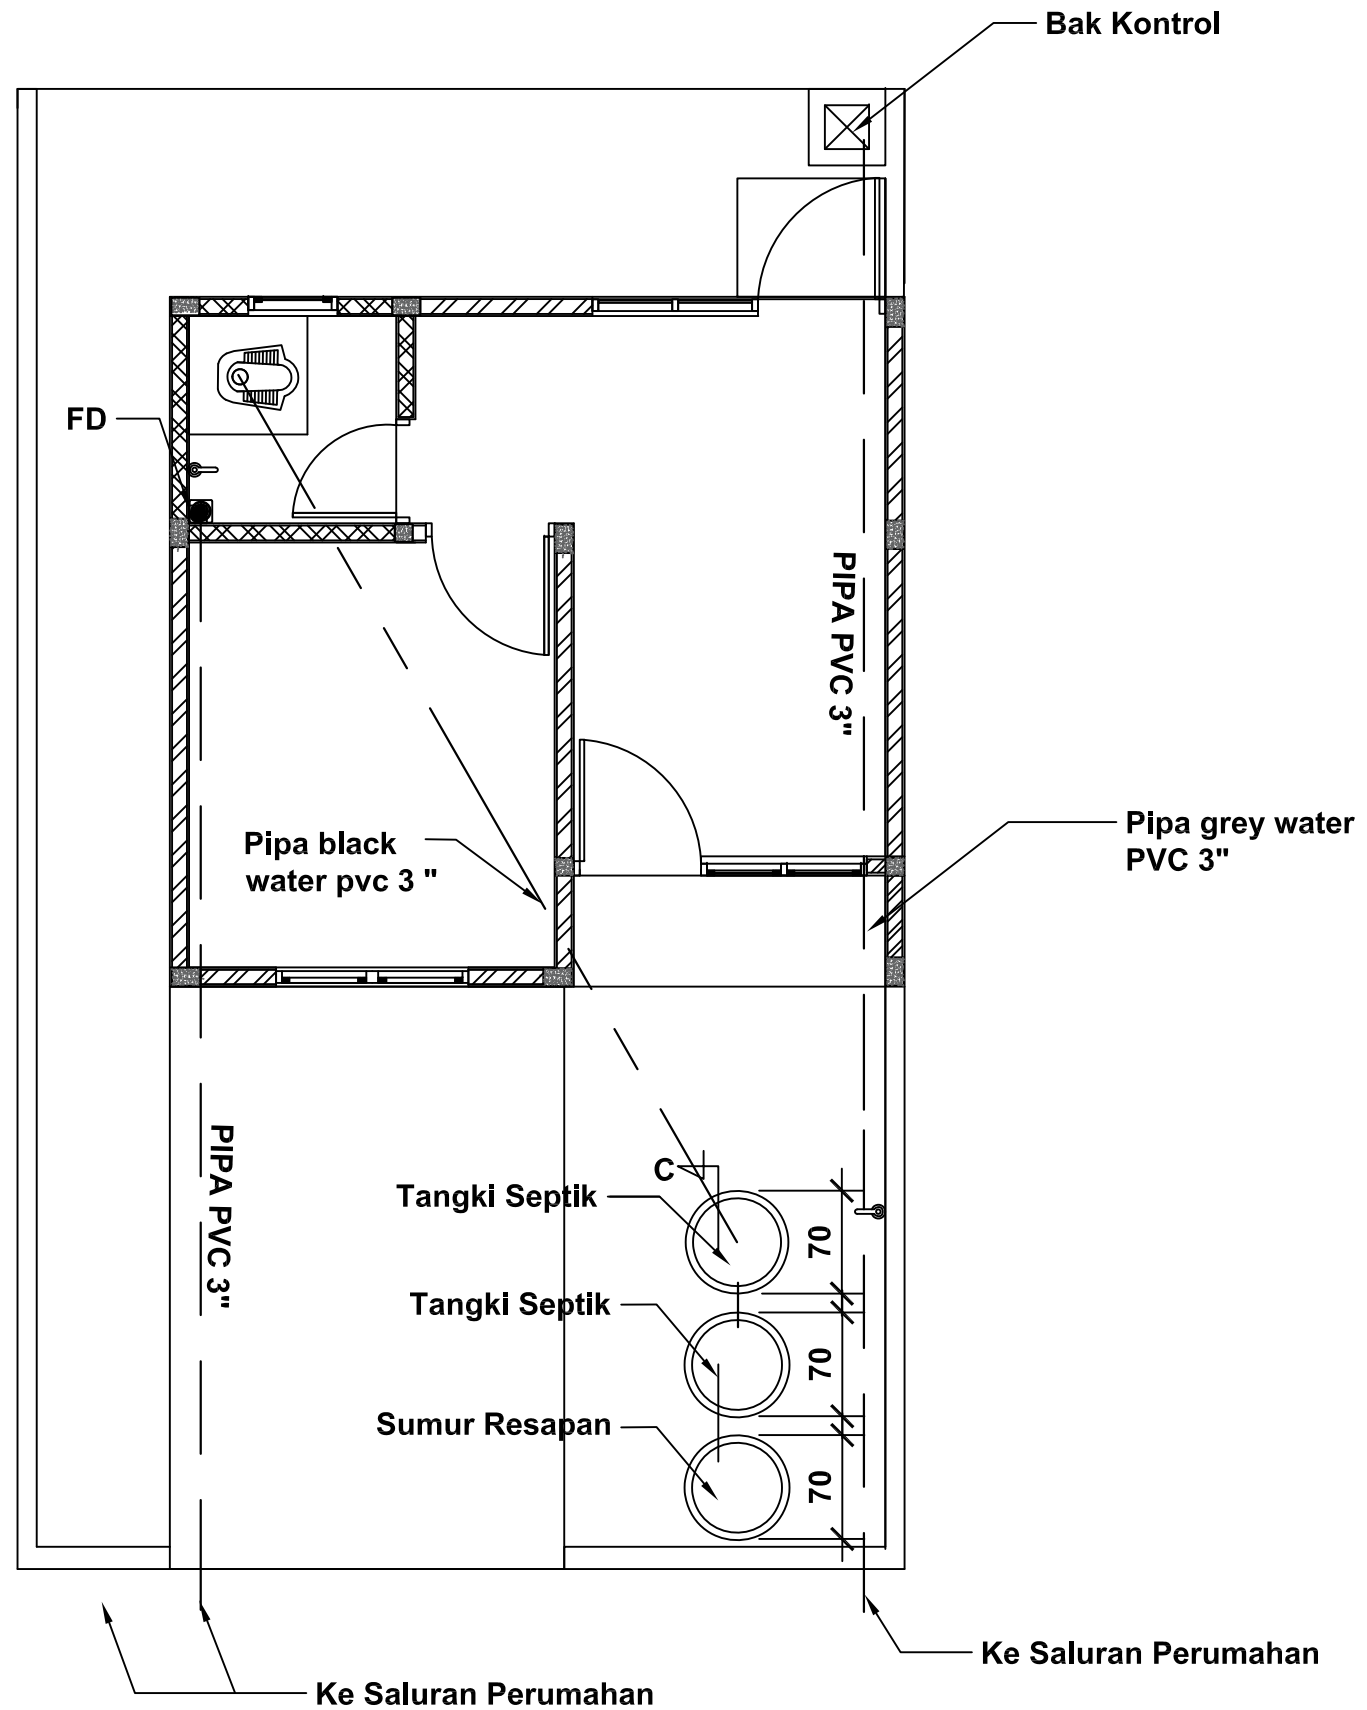 Bak Kontrol
FD
PIPA PVC 3"
Pipa black
water pvc 3 "
Pipa grey water
PVC 3"
PIPA PVC 3"
C
Tangki Septik
70
Tangki Septik
70
Sumur Resapan
70
Ke Saluran Perumahan
Ke Saluran Perumahan